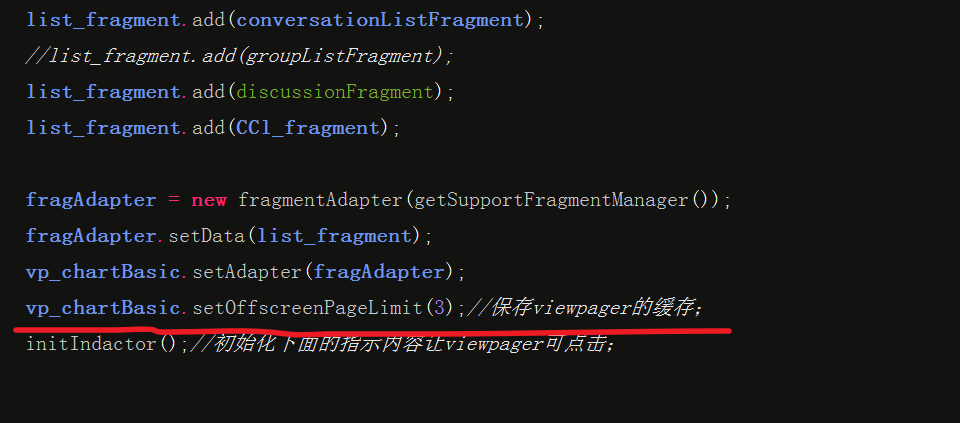 list_fragment.add(conversationListFragment);
//list_fragment.add(groupListFragment);
list_fragment.add(discussionFragment);
list_fragment.add(CCl_fragment);
fragAdapter = new fragmentAdapter(getSupportFragmentManager());
fragAdapter.setData(list_fragment);
vp_chartBasic.setAdapter(fragAdapter);
vp_chartBasic.setOffscreenPageLimit(3);//保存viewpager的缓存;
initIndactor();//初始化下面的指示内容让viewpager可点击;